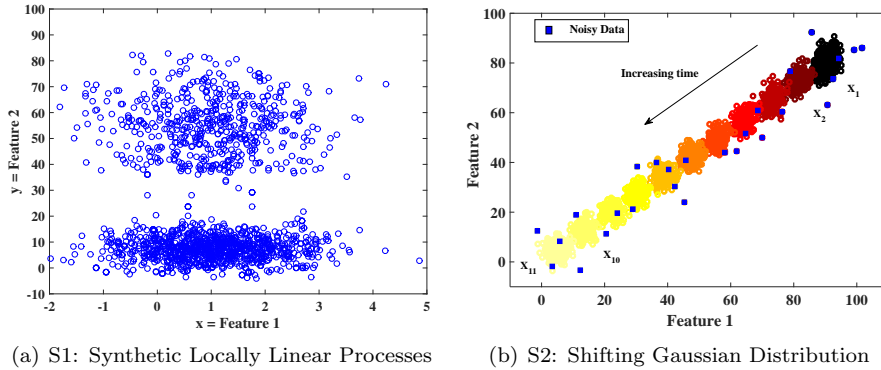 100
90
80
70
60
50
40
30
20
10
0
-10
y = Feature 2
-2 -1 0 1 2 3 4 5
x = Feature 1
(a) S1: Synthetic Locally Linear Processes
100
80
60
40
20
0
Feature 2
Noisy Data
Increasing time
X1
X2
X10
X11
0 20 40 60 80 100
Feature 1
(b) S2: Shifting Gaussian Distribution